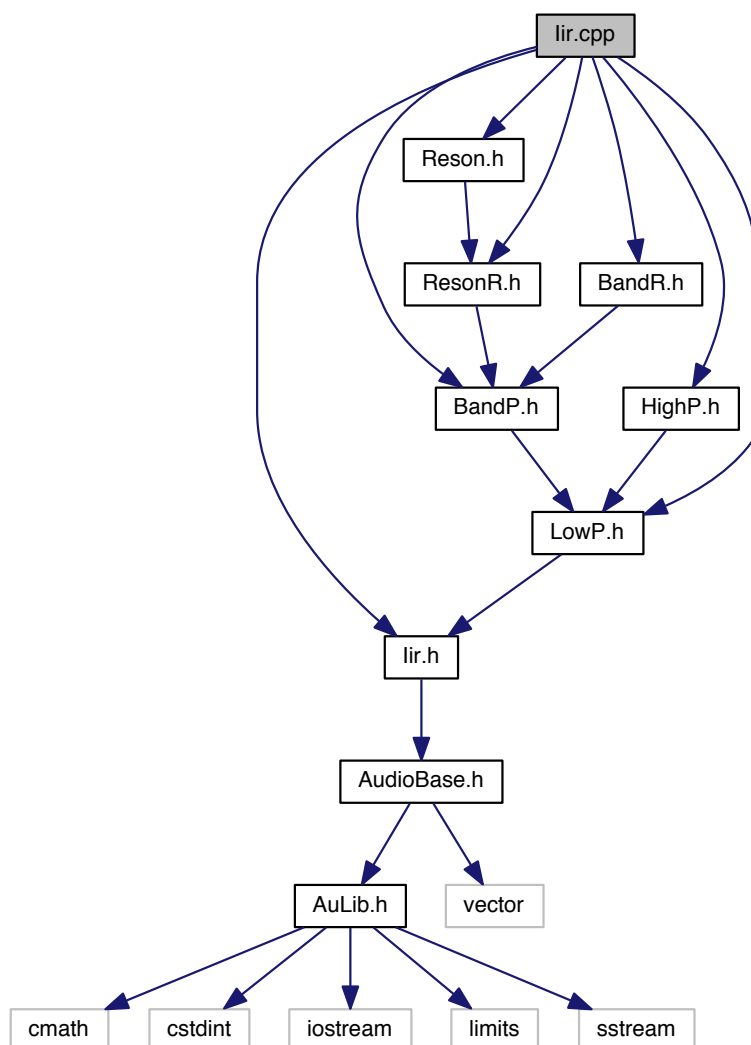 Iir.cpp
Reson.h
ResonR.h
BandR.h
BandP.h
HighP.h
LowP.h
Iir.h
AudioBase.h
AuLib.h
vector
cmath
cstdint
iostream
limits
sstream